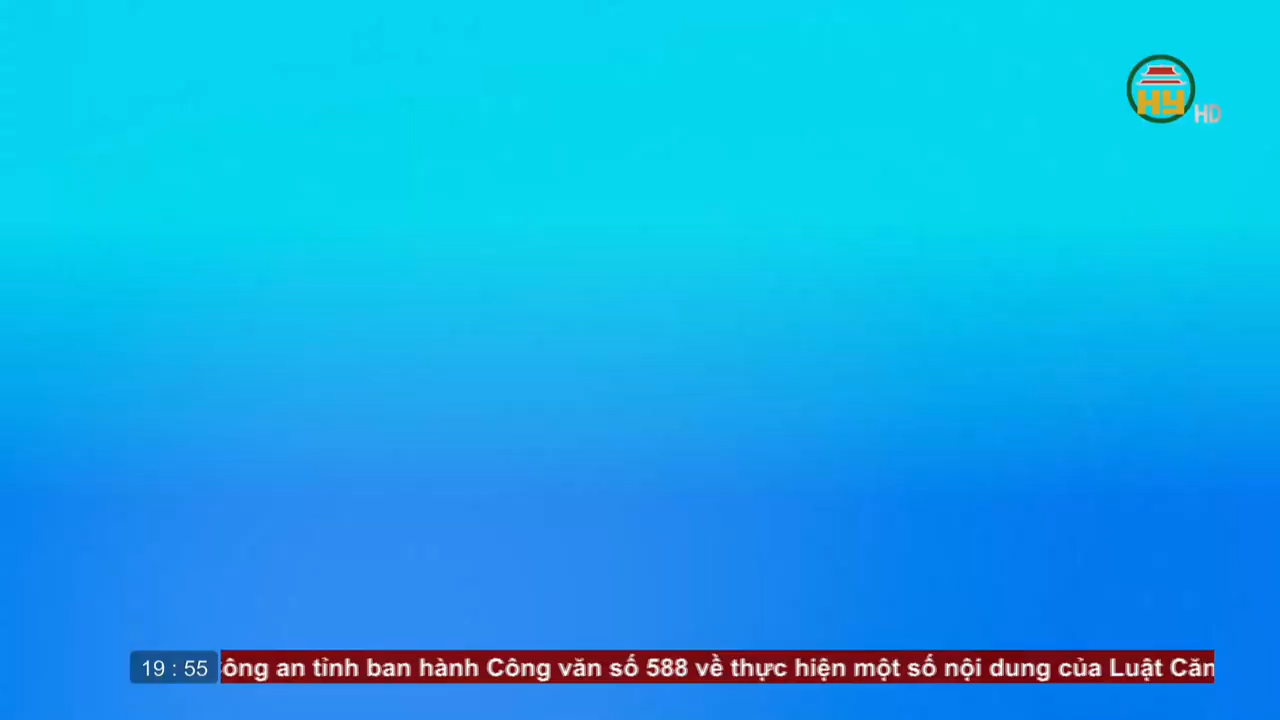 HY
HD
19 : 55
ông an tỉnh ban hành Công văn số 588 về thực hiện một số nội dung của Luật Căn